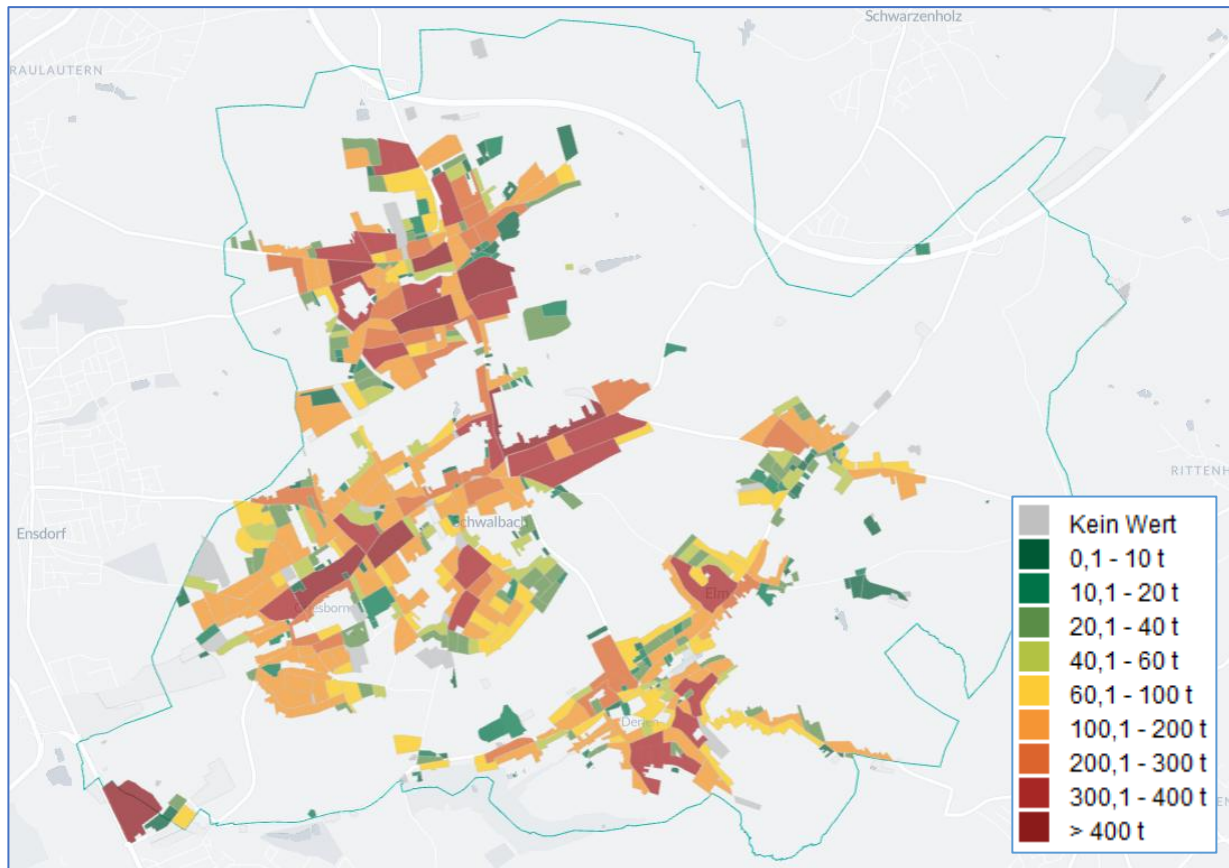 Schwarzenholz
RAULAUTERN
RITTENH
Ensdorf
Schwalbach
Elm
Kein Wert
0,1 - 10 t
10,1 - 20 t
20,1 - 40 t
40,1 - 60 t
60,1 - 100 t
100,1 - 200 t
200,1 - 300 t
300,1 - 400 t
> 400 t